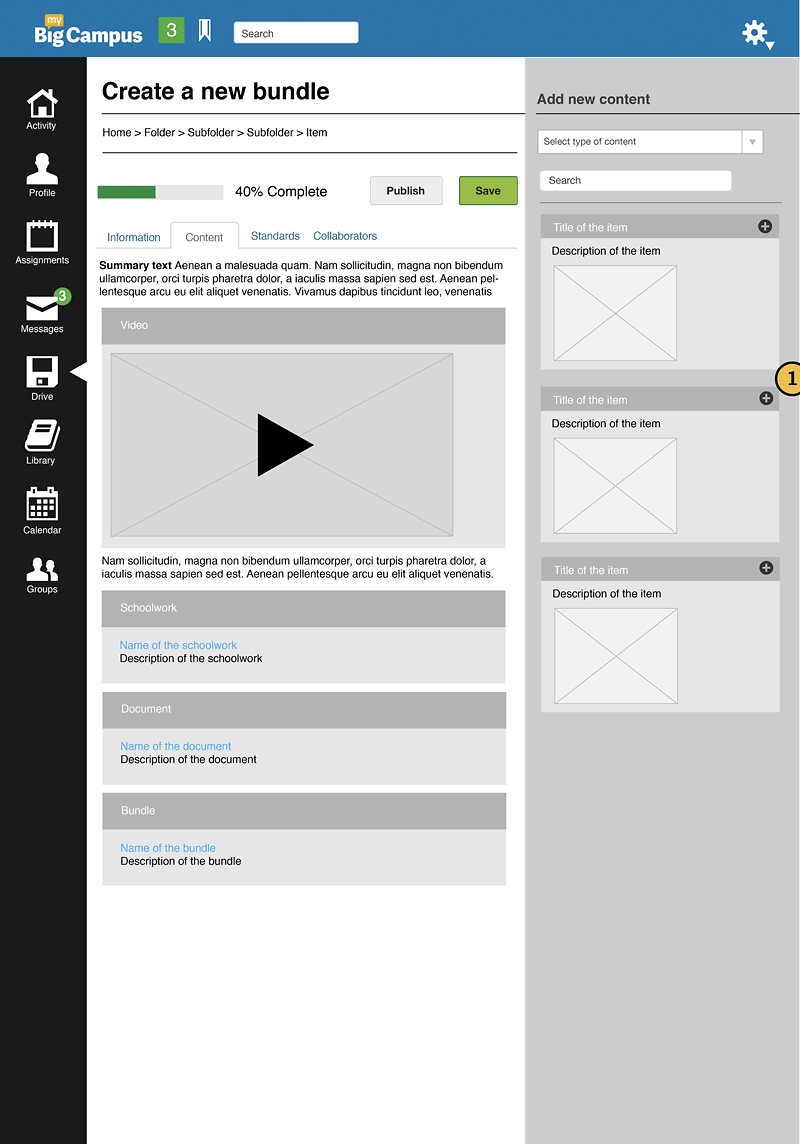 my
BigCampus
3
Search
Activity
Profile
Assignments
3
Messages
Drive
Library
Calendar
Groups
Create a new bundle
Home > Folder > Subfolder > Subfolder > Item
40% Complete
Publish
Save
Information
Content
Standards
Collaborators
Summary text Aenean a malesuada quam. Nam sollicitudin, magna non bibendum
ullamcorper, orci turpis pharetra dolor, a iaculis massa sapien sed est. Aenean pel-
lentesque arcu eu elit aliquet venenatis. Vivamus dapibus tincidunt leo, venenatis
Video
Nam sollicitudin, magna non bibendum ullamcorper, orci turpis pharetra dolor, a
iaculis massa sapien sed est. Aenean pellentesque arcu eu elit aliquet venenatis.
Schoolwork
Name of the schoolwork
Description of the schoolwork
Document
Name of the document
Description of the document
Bundle
Name of the bundle
Description of the bundle
Add new content
Select type of content
Search
Title of the item
Description of the item
1
Title of the item
Description of the item
Title of the item
Description of the item